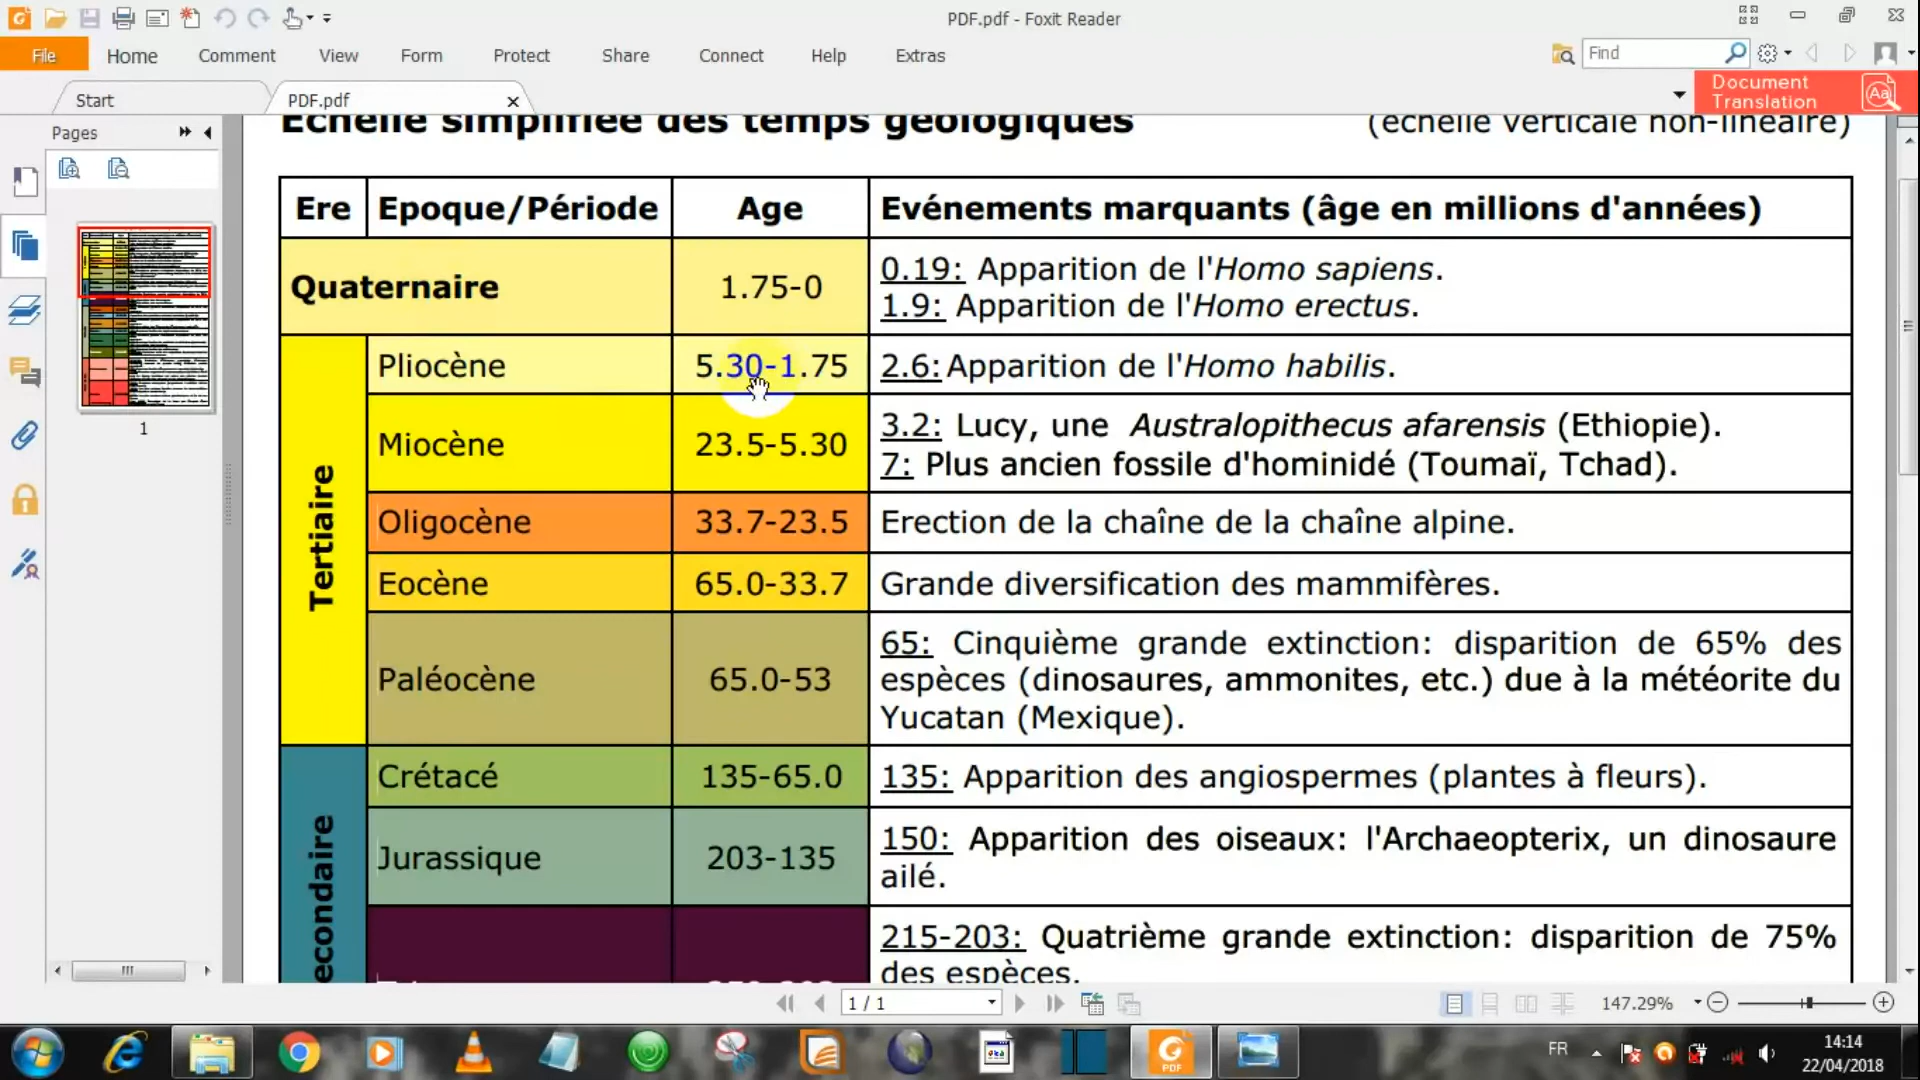 PDF.pdf - Foxit Reader
File Home Comment View Form Protect Share Connect Help Extras
Find
Start PDF.pdf
Document
Translation
Pages
1
Echelle simplifiée des temps géologiques (échelle verticale non-linéaire)
Ere Epoque/Période Age Evénements marquants (âge en millions d'années)
Quaternaire 1.75-0
0.19: Apparition de l'Homo sapiens.
1.9: Apparition de l'Homo erectus.
Tertiaire
Pliocène 5.30-1.75 2.6: Apparition de l'Homo habilis.
Miocène 23.5-5.30
3.2: Lucy, une Australopithecus afarensis (Ethiopie).
7: Plus ancien fossile d'hominidé (Toumaï, Tchad).
Oligocène 33.7-23.5 Erection de la chaîne de la chaîne alpine.
Eocène 65.0-33.7 Grande diversification des mammifères.
Paléocène 65.0-53
65: Cinquième grande extinction: disparition de 65% des
espèces (dinosaures, ammonites, etc.) due à la météorite du
Yucatan (Mexique).
econdaire
Crétacé 135-65.0 135: Apparition des angiospermes (plantes à fleurs).
Jurassique 203-135
150: Apparition des oiseaux: l'Archaeopterix, un dinosaure
ailé.
215-203: Quatrième grande extinction: disparition de 75%
des espèces.
1 / 1
147.29%
FR
14:14
22/04/2018